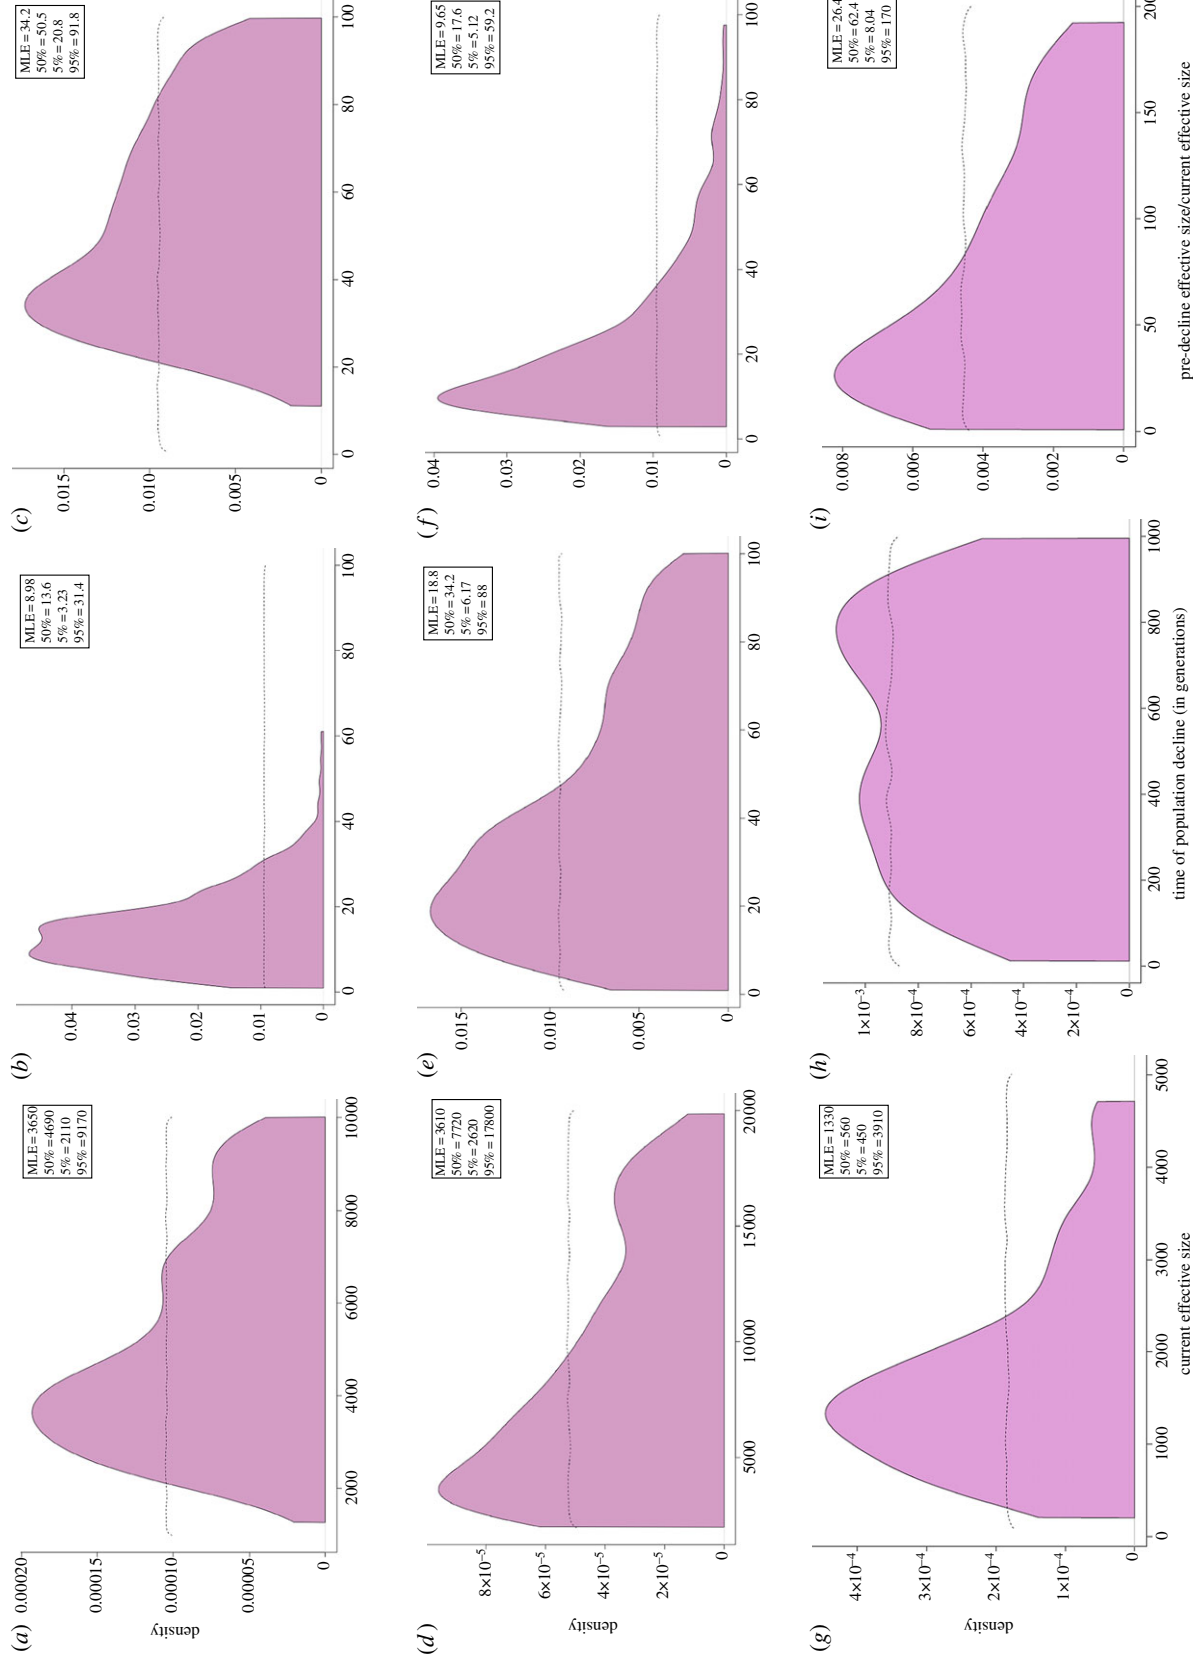 (a)
0.00020
0.00015
0.00010
0.00005
0
density
2000
4000
6000
8000
10000
MLE = 3650
50% = 4690
5% = 2110
95% = 9170
(b)
0.04
0.03
0.02
0.01
0
0
20
40
60
80
100
MLE = 8.98
50% = 13.6
5% = 3.23
95% = 31.4
(c)
0.015
0.010
0.005
0
0
20
40
60
80
100
MLE = 34.2
50% = 50.5
5% = 20.8
95% = 91.8
(d)
8×10⁻⁵
6×10⁻⁵
4×10⁻⁵
2×10⁻⁵
0
density
5000
10000
15000
20000
MLE = 3610
50% = 7720
5% = 2620
95% = 17800
(e)
0.015
0.010
0.005
0
0
20
40
60
80
100
MLE = 18.8
50% = 34.2
5% = 6.17
95% = 88
(f)
0.04
0.03
0.02
0.01
0
0
20
40
60
80
100
MLE = 9.65
50% = 17.6
5% = 5.12
95% = 59.2
(g)
4×10⁻⁴
3×10⁻⁴
2×10⁻⁴
1×10⁻⁴
0
density
0
1000
2000
3000
4000
5000
current effective size
MLE = 1330
50% = 560
5% = 450
95% = 3910
(h)
1×10⁻³
8×10⁻⁴
6×10⁻⁴
4×10⁻⁴
2×10⁻⁴
0
0
200
400
600
800
1000
time of population decline (in generations)
(i)
0.008
0.006
0.004
0.002
0
0
50
100
150
200
pre-decline effective size/current effective size
MLE = 26.4
50% = 62.4
5% = 8.04
95% = 170